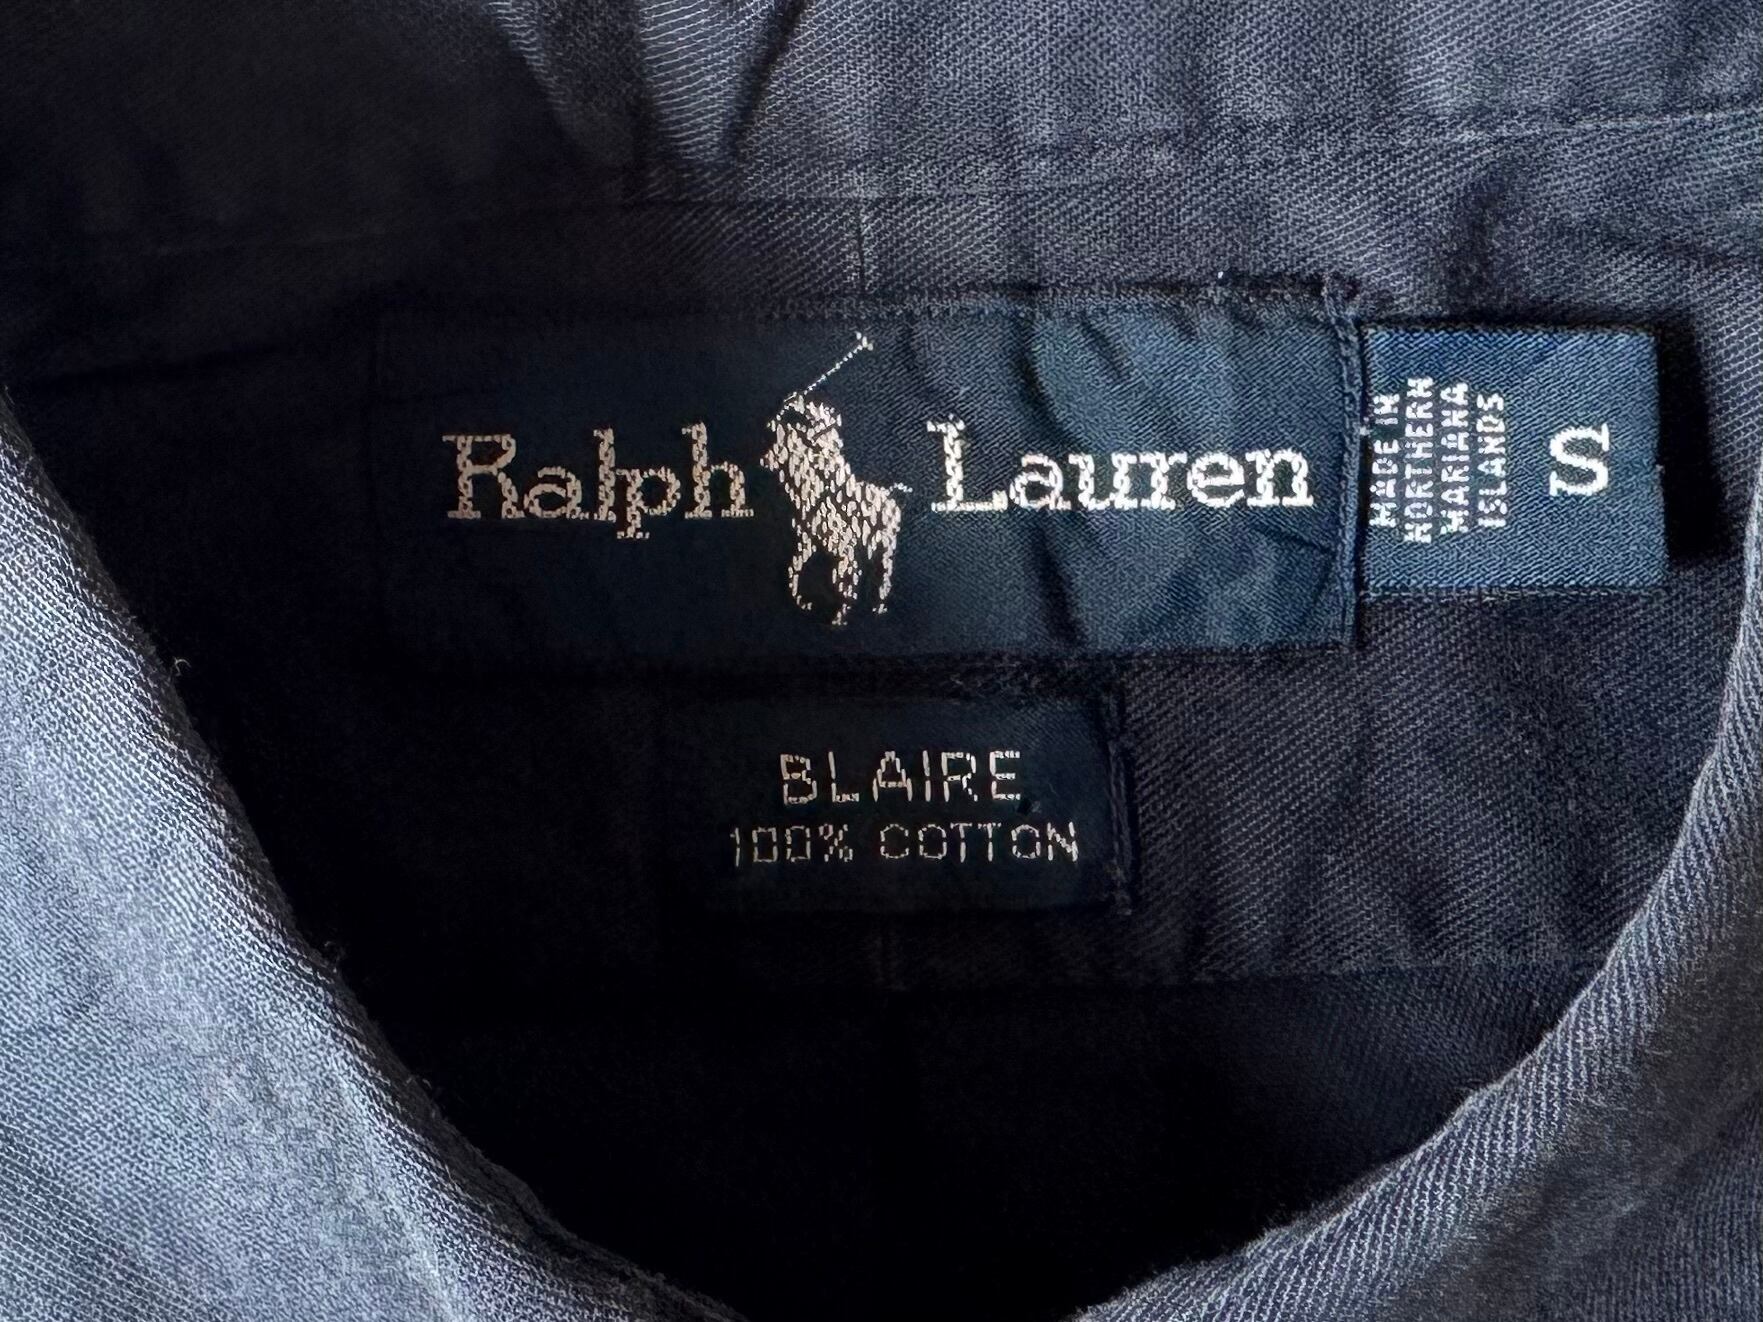 Ralph Lauren
MADE IN
NORTHERN
MARIANA
ISLANDS
S
BLAIRE
100% COTTON